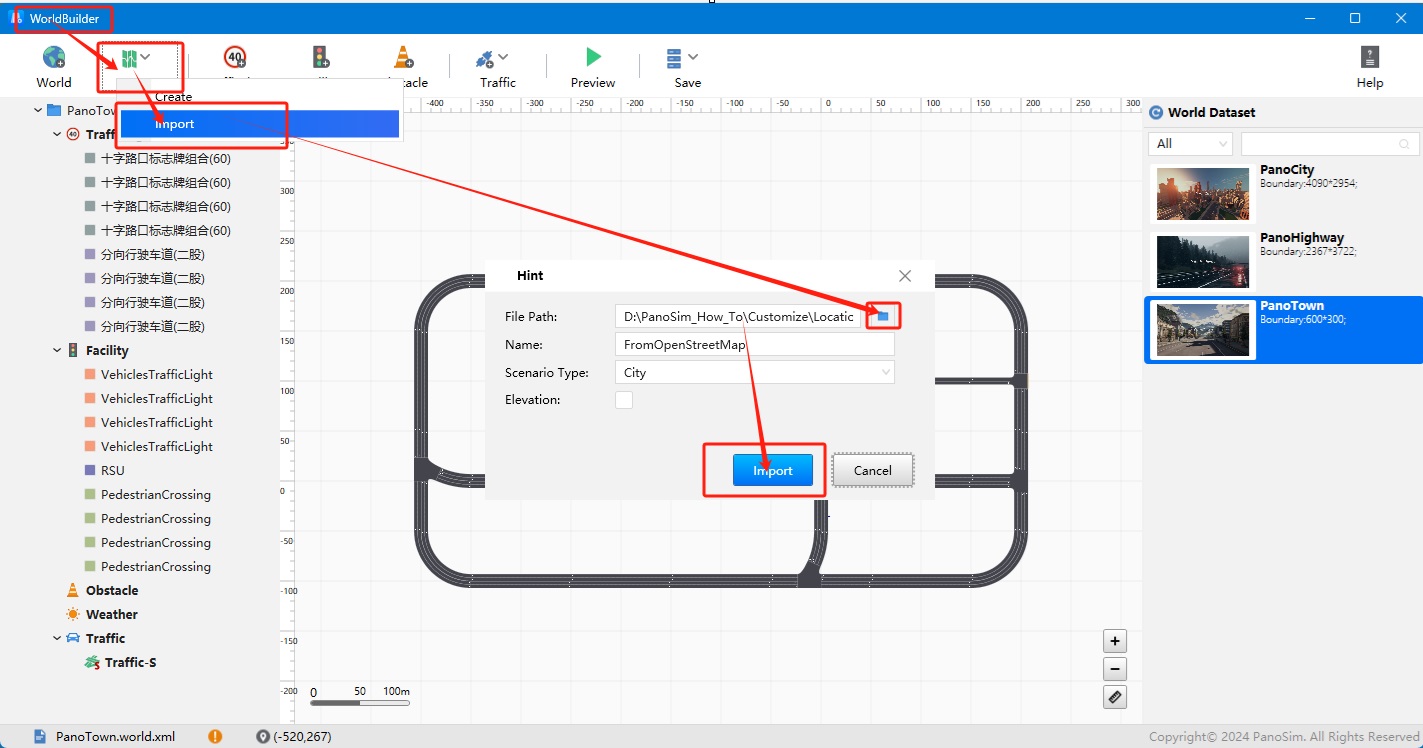 WorldBuilder
World
Traffic
Preview
Save
Help
Create
Import
-400 -350 -300 -250 -200 -150 -100 -50 0 50 100 150 200 250 300
World Dataset
All
PanoCity
Boundary:4090*2954;
PanoHighway
Boundary:2367*3722;
PanoTown
Boundary:600*300;
十字路口标志牌组合(60)
十字路口标志牌组合(60)
十字路口标志牌组合(60)
十字路口标志牌组合(60)
分向行驶车道(二股)
分向行驶车道(二股)
分向行驶车道(二股)
分向行驶车道(二股)
Facility
VehiclesTrafficLight
VehiclesTrafficLight
VehiclesTrafficLight
VehiclesTrafficLight
RSU
PedestrianCrossing
PedestrianCrossing
PedestrianCrossing
PedestrianCrossing
Obstacle
Weather
Traffic
Traffic-S
300
250
200
150
100
50
0
-50
-100
-150
-200
Hint
File Path: D:\PanoSim_How_To\Customize\Locatic
Name: FromOpenStreetMap
Scenario Type: City
Elevation:
Import Cancel
0 50 100m
PanoTown.world.xml
(-520,267)
Copyright© 2024 PanoSim. All Rights Reserved